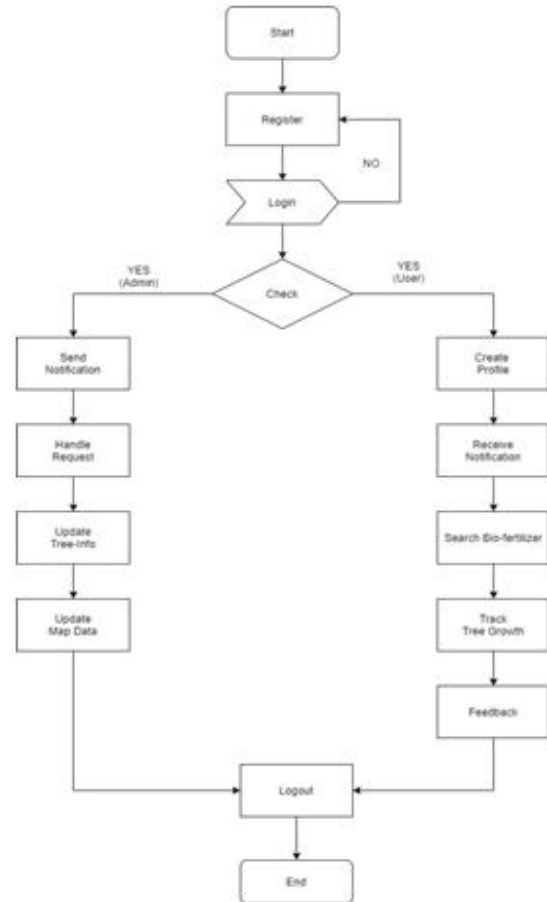 Start
Register
NO
Login
YES
(Admin)
YES
(User)
Check
Send
Notification
Create
Profile
Handle
Request
Receive
Notification
Update
Tree-Info
Search Bio-fertilizer
Update
Map Data
Track
Tree Growth
Feedback
Logout
End